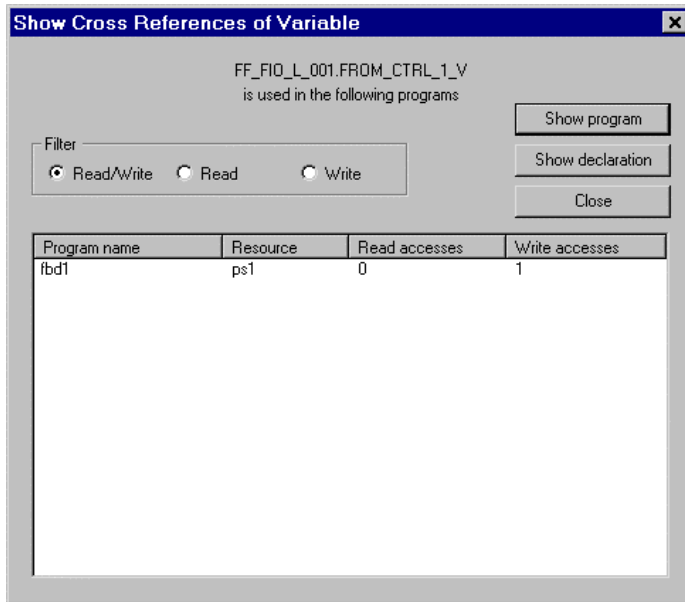 Show Cross References of Variable
FF_FIO_L_001.FROM_CTRL_1_V
is used in the following programs
Show program
Filter
Read/Write Read Write
Show declaration
Close
Program name Resource Read accesses Write accesses
fbd1 ps1 0 1